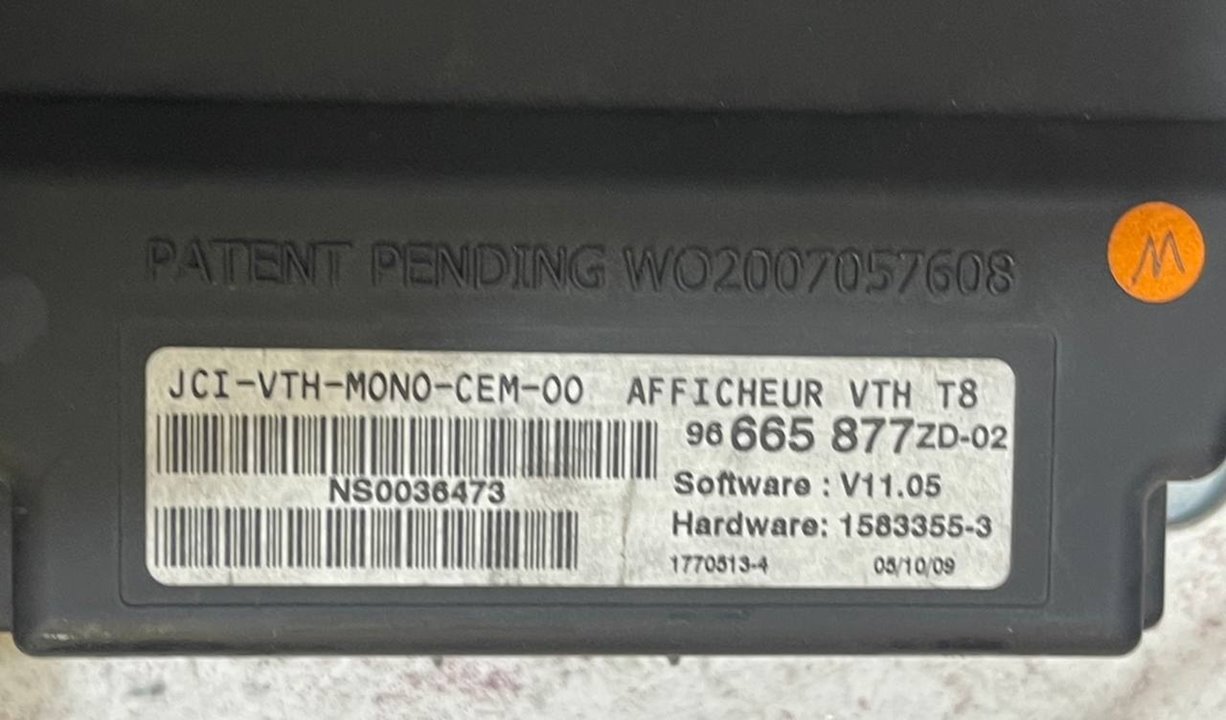 PATENT PENDING WO2007057608
W
JCI-VTH-MONO-CEM-00 AFFICHEUR VTH T8
96 665 877ZD-02
NS0036473
Software : V11.05
Hardware: 1583355-3
1770513-4 05/10/09